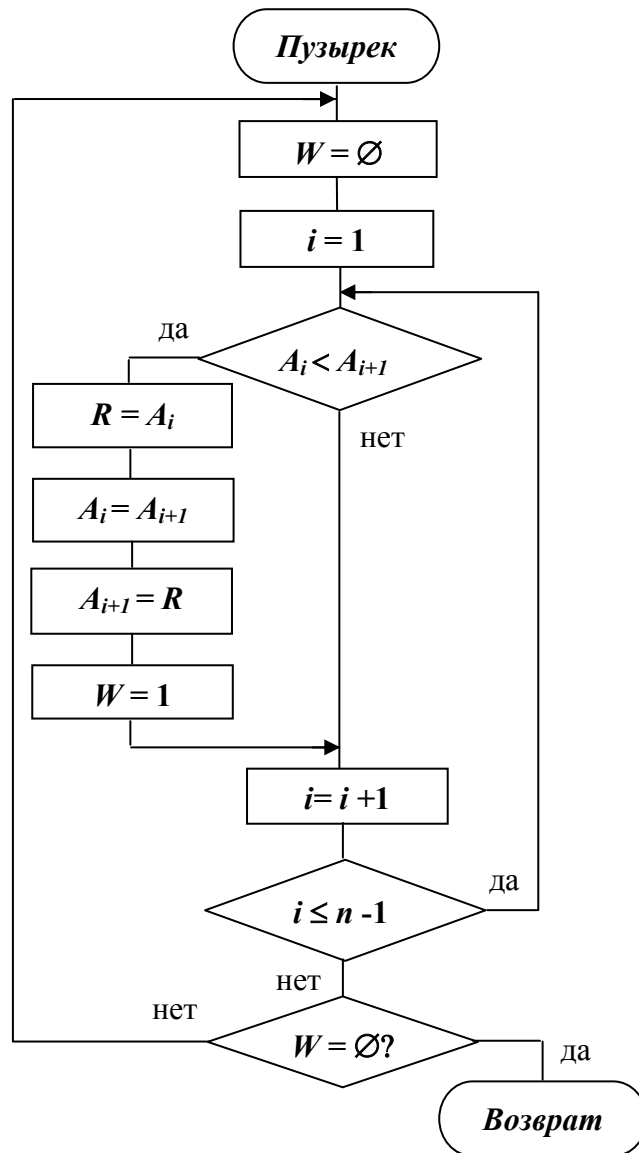 Пузырек
W = ∅
i = 1
да
A_i < A_{i+1}
R = A_i
нет
A_i = A_{i+1}
A_{i+1} = R
W = 1
i= i +1
да
i ≤ n -1
нет
нет
W = ∅?
да
Возврат